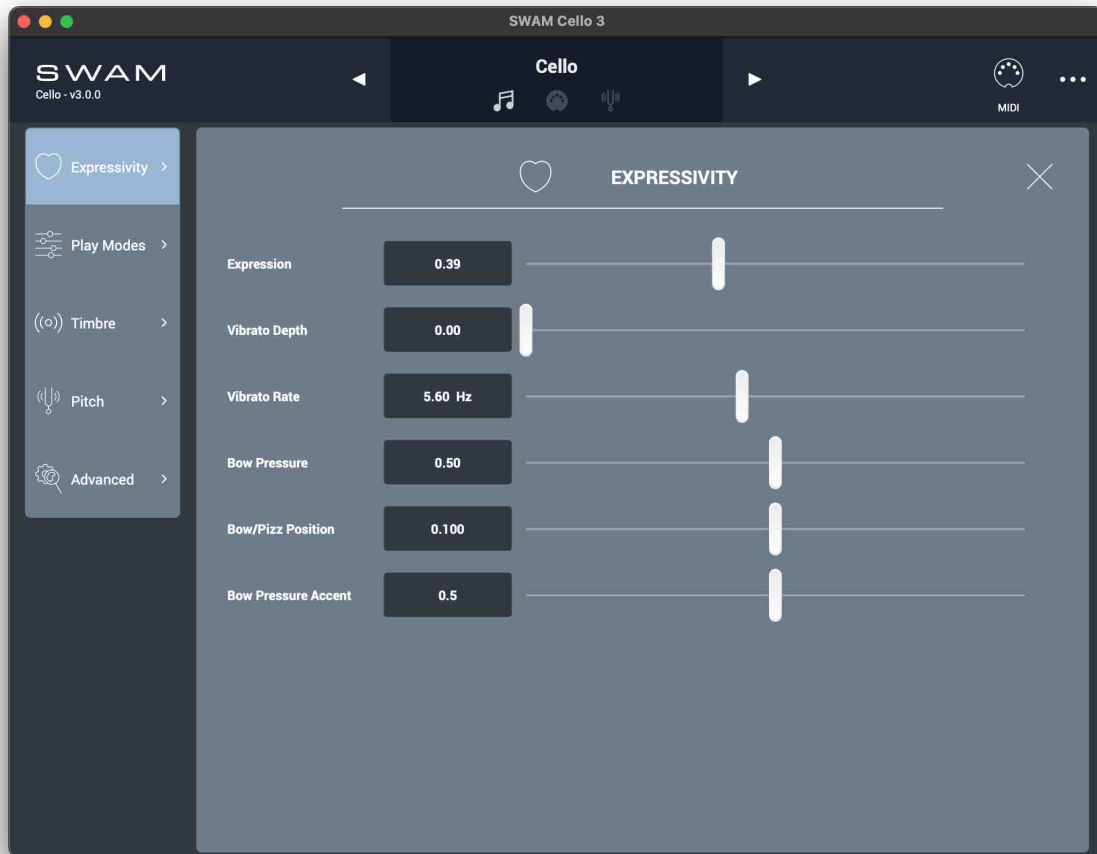 SWAM Cello 3
SWAM
Cello - v3.0.0
Cello
MIDI
Expressivity
Play Modes
Timbre
Pitch
Advanced
EXPRESSIVITY
Expression 0.39
Vibrato Depth 0.00
Vibrato Rate 5.60 Hz
Bow Pressure 0.50
Bow/Pizz Position 0.100
Bow Pressure Accent 0.5